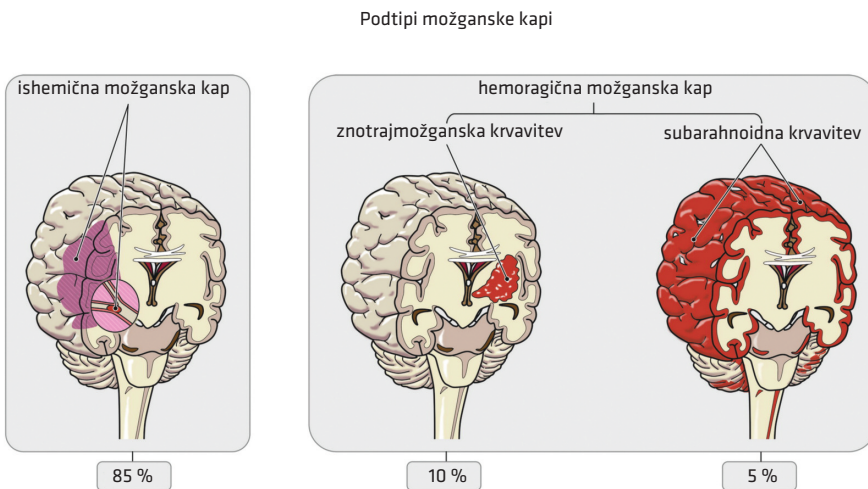 Podtipi možganske kapi
ishemična možganska kap
hemoragična možganska kap
znotrajmožganska krvavitev
subarahnoidna krvavitev
85 %
10 %
5 %